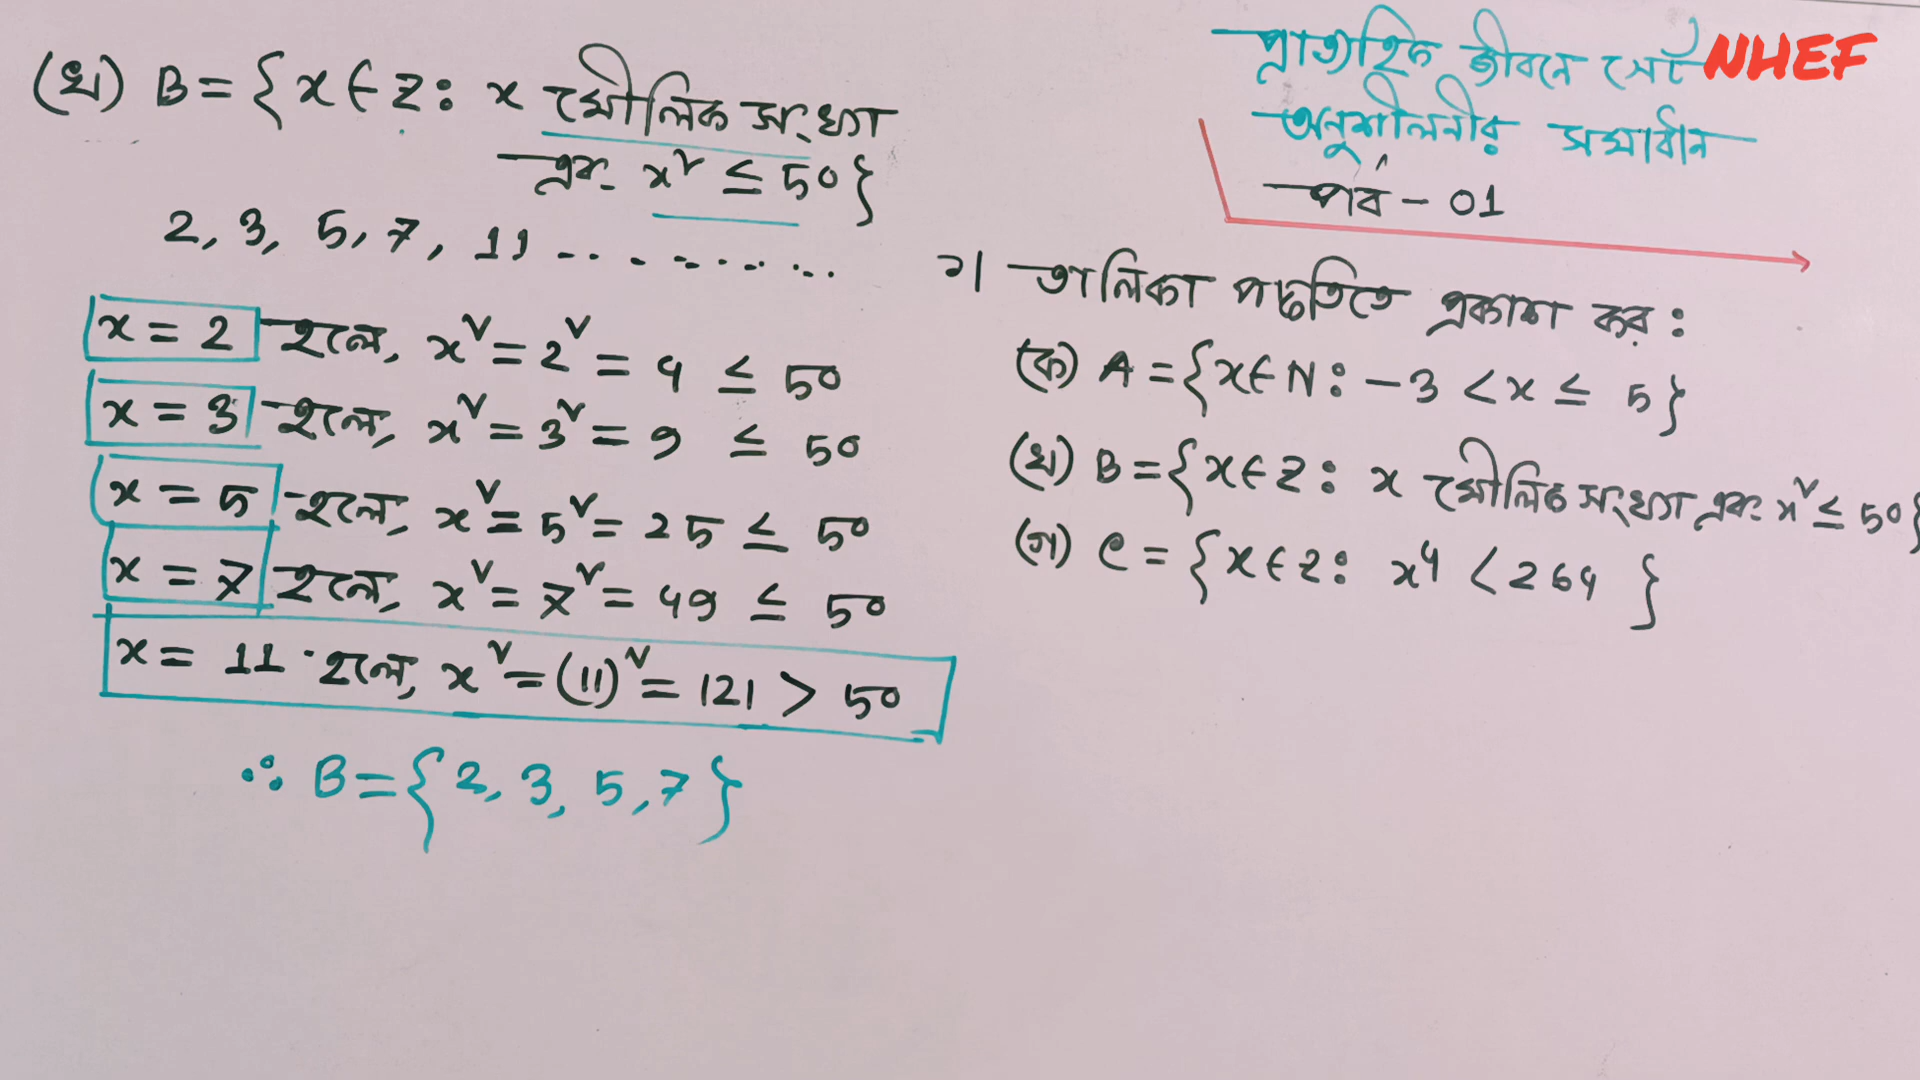 (খ) B = {x ∈ Z : x মৌলিক সংখ্যা
এবং x² ≤ 50}
2, 3, 5, 7, 11 ..........
x = 2 হলে, x² = 2² = 4 ≤ 50
x = 3 হলে, x² = 3² = 9 ≤ 50
x = 5 হলে, x² = 5² = 25 ≤ 50
x = 7 হলে, x² = 7² = 49 ≤ 50
x = 11 হলে, x² = (11)² = 121 > 50
∴ B = {2, 3, 5, 7}
প্রাত্যহিক জীবনে সেট
NHEF
অনুশীলনীর সমাধান
পর্ব - 01
১। তালিকা পদ্ধতিতে প্রকাশ কর :
(ক) A = {x ∈ N : -3 < x ≤ 5}
(খ) B = {x ∈ Z : x মৌলিক সংখ্যা এবং x² ≤ 50}
(গ) C = {x ∈ Z : x⁴ < 264 }